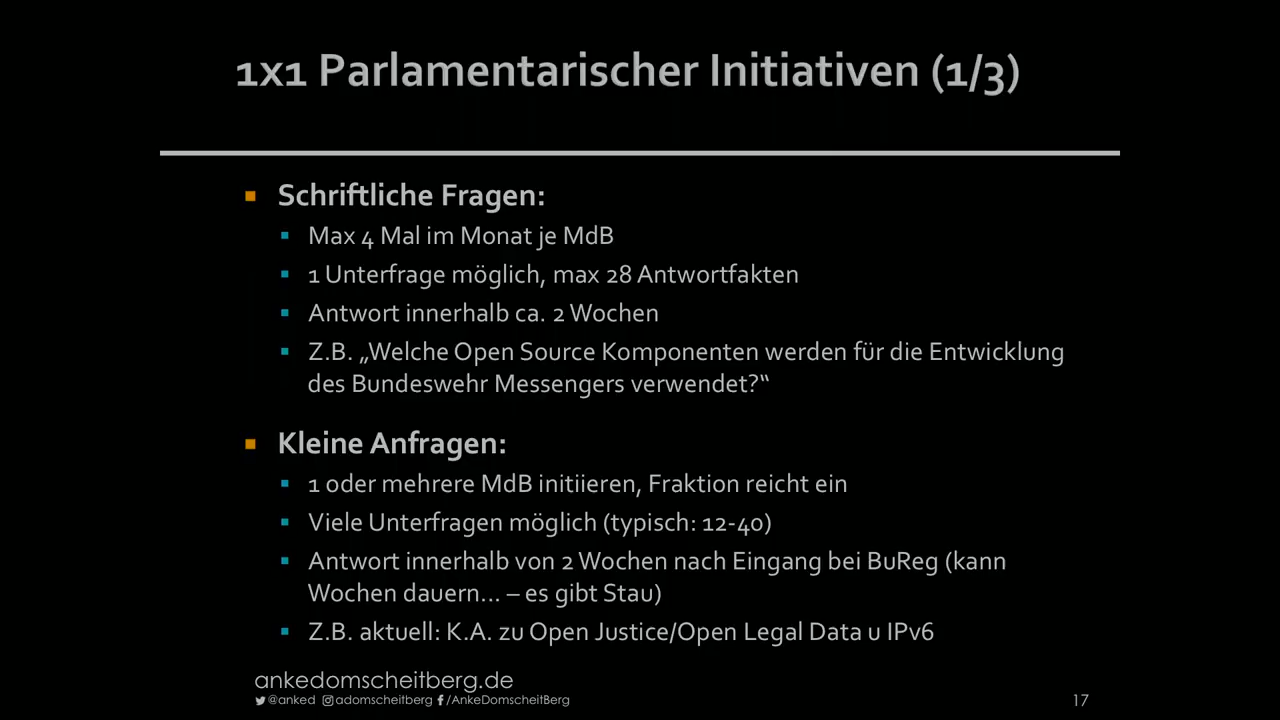 1x1 Parlamentarischer Initiativen (1/3)
Schriftliche Fragen:
Max 4 Mal im Monat je MdB
1 Unterfrage möglich, max 28 Antwortfakten
Antwort innerhalb ca. 2 Wochen
Z.B. „Welche Open Source Komponenten werden für die Entwicklung
des Bundeswehr Messengers verwendet?“
Kleine Anfragen:
1 oder mehrere MdB initiieren, Fraktion reicht ein
Viele Unterfragen möglich (typisch: 12-40)
Antwort innerhalb von 2 Wochen nach Eingang bei BuReg (kann
Wochen dauern... – es gibt Stau)
Z.B. aktuell: K.A. zu Open Justice/Open Legal Data u IPv6
ankedomscheitberg.de
@anked adomscheitberg /AnkeDomscheitBerg
17